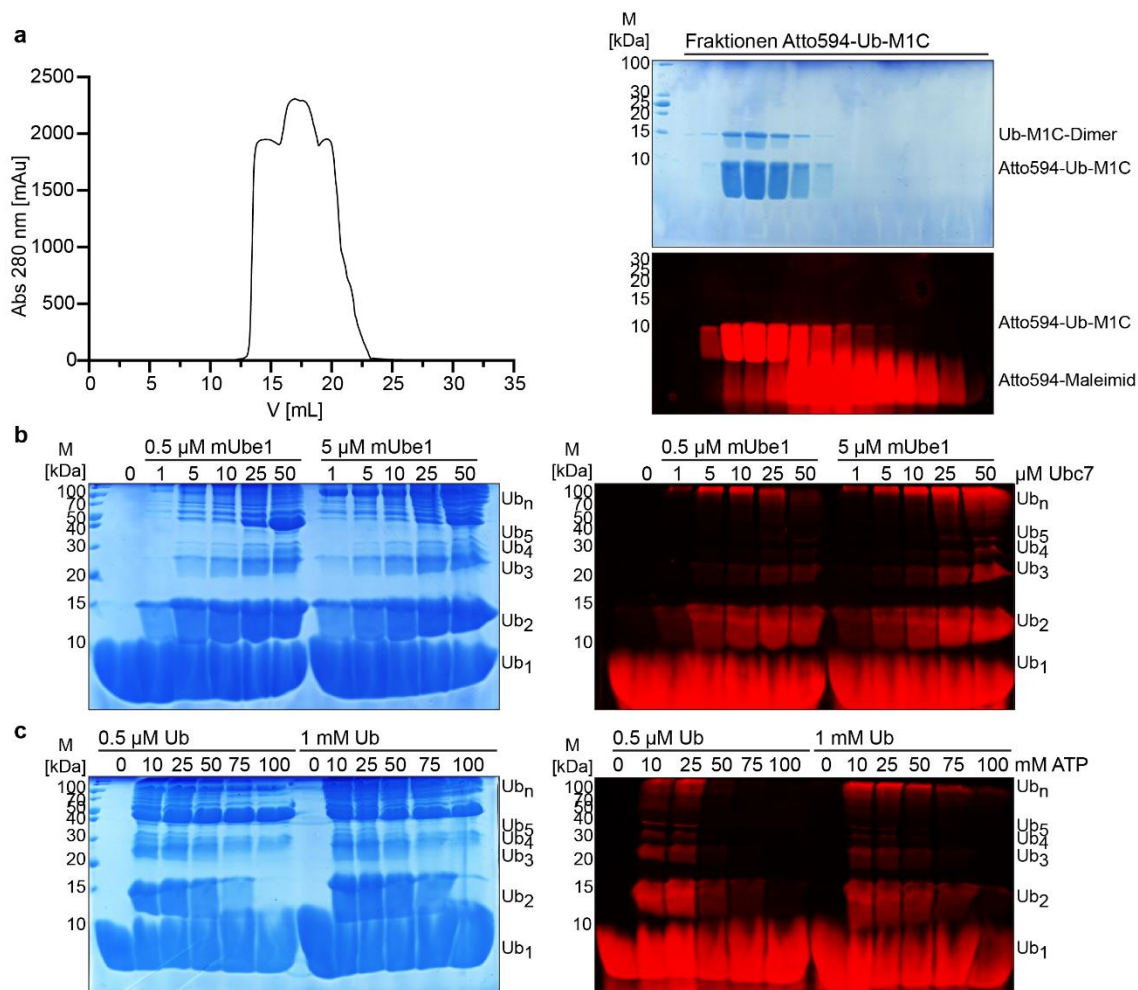 a
2500
2000
1500
1000
500
0
Abs 280 nm [mAu]
0 5 10 15 20 25 30 35
V [mL]
M
[kDa]
Fraktionen Atto594-Ub-M1C
100
30
25
20
15
10
Ub-M1C-Dimer
Atto594-Ub-M1C
30
25
20
15
10
Atto594-Ub-M1C
Atto594-Maleimid
b
M
[kDa]
0.5 µM mUbe1 5 µM mUbe1
0 1 5 10 25 50 1 5 10 25 50
100
70
50
40
30
20
15
10
Ubn
Ub5
Ub4
Ub3
Ub2
Ub1
M
[kDa]
0.5 µM mUbe1 5 µM mUbe1
0 1 5 10 25 50 1 5 10 25 50 µM Ubc7
100
70
50
40
30
20
15
10
Ubn
Ub5
Ub4
Ub3
Ub2
Ub1
c
M
[kDa]
0.5 µM Ub 1 mM Ub
0 10 25 50 75 100 0 10 25 50 75 100
100
70
50
40
30
20
15
10
Ubn
Ub5
Ub4
Ub3
Ub2
Ub1
M
[kDa]
0.5 µM Ub 1 mM Ub
0 10 25 50 75 100 0 10 25 50 75 100 mM ATP
100
70
50
40
30
20
15
10
Ubn
Ub5
Ub4
Ub3
Ub2
Ub1